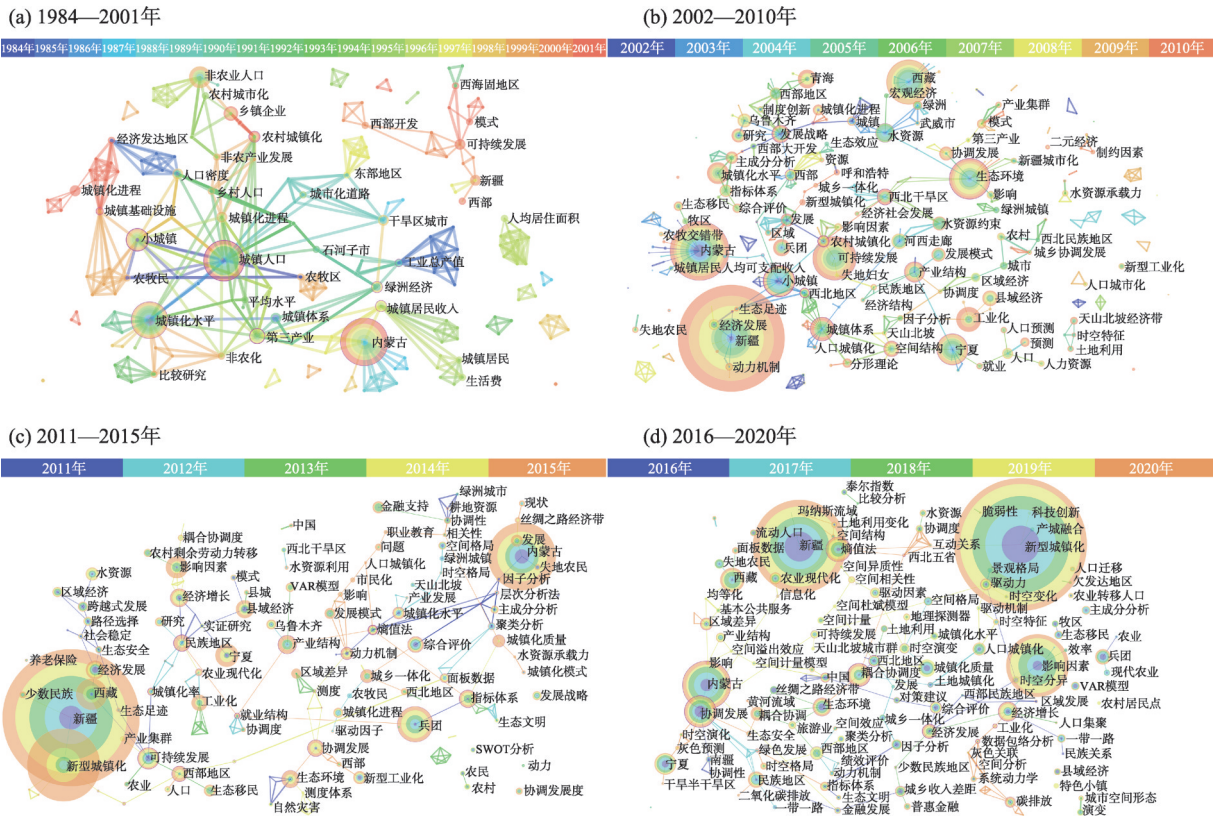 (a) 1984—2001年
1984年 1985年 1986年 1987年 1988年 1989年 1990年 1991年 1992年 1993年 1994年 1995年 1996年 1997年 1998年 1999年 2000年 2001年
非农业人口
西海固地区
农村城市化
乡镇企业
模式
西部开发
经济发达地区
农村城镇化
可持续发展
非农产业发展
东部地区
人口密度
新疆
城镇化进程
乡村人口
城市化道路
西部
城镇基础设施
城镇化进程
干旱区城市
人均居住面积
小城镇
石河子市
城镇人口
工业总产值
农牧民
农牧区
绿洲经济
平均水平
城镇居民收入
城镇化水平
城镇体系
第三产业
内蒙古
非农化
城镇居民
比较研究
生活费
(b) 2002—2010年
2002年 2003年 2004年 2005年 2006年 2007年 2008年 2009年 2010年
青海
西藏
西部地区
宏观经济
制度创新
城镇化进程
绿洲
产业集群
乌鲁木齐
城镇
武威市
模式
研究
发展战略
水资源
第三产业
二元经济
西部大开发
生态效应
协调发展
制约因素
主成分分析
资源
新疆城市化
城镇化水平
西部
呼和浩特
生态环境
指标体系
城乡一体化
西北干旱区
影响
水资源承载力
生态移民
综合评价
新型城镇化
绿洲城镇
牧区
发展
经济社会发展
水资源约束
农牧交错带
区域
影响因素
农村
西北民族地区
内蒙古
兵团
农村城镇化
河西走廊
城乡协调发展
城镇居民人均可支配收入
可持续发展
发展模式
城市
新型工业化
失地妇女
产业结构
小城镇
民族地区
区域经济
人口城市化
西北地区
协调度
县域经济
生态足迹
经济结构
因子分析
工业化
天山北坡经济带
失地农民
经济发展
城镇体系
天山北坡
人口预测
时空特征
新疆
人口城镇化
空间结构
宁夏
预测
土地利用
动力机制
分形理论
就业
人口
人力资源
(c) 2011—2015年
2011年 2012年 2013年 2014年 2015年
绿洲城市
金融支持
耕地资源
现状
中国
协调性
丝绸之路经济带
耦合协调度
职业教育
相关性
发展
农村剩余劳动力转移
西北干旱区
问题
空间格局
内蒙古
影响因素
水资源利用
人口城镇化
绿洲城镇
失地农民
水资源
模式
市民化
时空格局
因子分析
区域经济
县城
VAR模型
天山北坡
层次分析法
跨越式发展
经济增长
影响
产业发展
主成分分析
路径选择
县域经济
发展模式
城镇化水平
聚类分析
社会稳定
研究
实证研究
乌鲁木齐
熵值法
城镇化质量
生态安全
民族地区
产业结构
综合评价
水资源承载力
养老保险
宁夏
动力机制
经济发展
农业现代化
区域差异
城乡一体化
面板数据
城镇化模式
少数民族
西藏
城镇化率
测度
农牧民
西北地区
指标体系
发展战略
新疆
生态足迹
工业化
就业结构
城镇化进程
兵团
生态文明
协调度
驱动因子
产业集群
协调发展
SWOT分析
新型城镇化
可持续发展
西部
动力
西部地区
生态环境
新型工业化
农民
农业
人口
生态移民
测度体系
农村
协调发展度
自然灾害
(d) 2016—2020年
2016年 2017年 2018年 2019年 2020年
泰尔指数
比较分析
玛纳斯流域
水资源
脆弱性
科技创新
流动人口
土地利用变化
协调度
产城融合
面板数据
新疆
空间结构
互动关系
新型城镇化
失地农民
熵值法
西北五省
景观格局
西藏
农业现代化
空间异质性
人口迁移
均等化
信息化
空间相关性
驱动力
欠发达地区
驱动因素
时空变化
农业转移人口
基本公共服务
空间杜宾模型
空间格局
驱动机制
主成分分析
区域差异
空间计量
地理探测器
时空特征
牧区
产业结构
可持续发展
土地利用
城镇化水平
生态移民
农业
空间溢出效应
天山北坡城市群
时空演变
人口城镇化
兵团
影响
空间计量模型
西北地区
城镇化质量
影响因素
现代农业
内蒙古
中国
耦合协调度
土地城镇化
时空分异
VAR模型
丝绸之路经济带
发展
西部民族地区
区域发展
农村居民点
黄河流域
生态环境
对策建议
综合评价
协调发展
耦合协调
旅游业
城乡一体化
经济增长
人口集聚
时空演化
生态安全
空间效应
经济发展
工业化
一带一路
灰色预测
绿色发展
聚类分析
数据包络分析
民族关系
宁夏
南疆
西部地区
因子分析
灰色关联
协调性
时空格局
绩效评价
空间分析
县域经济
干旱半干旱区
民族地区
动力机制
少数民族地区
系统动力学
特色小镇
指标体系
城乡收入差距
二氧化碳排放
生态文明
碳排放
城市空间形态
一带一路
金融发展
普惠金融
演变